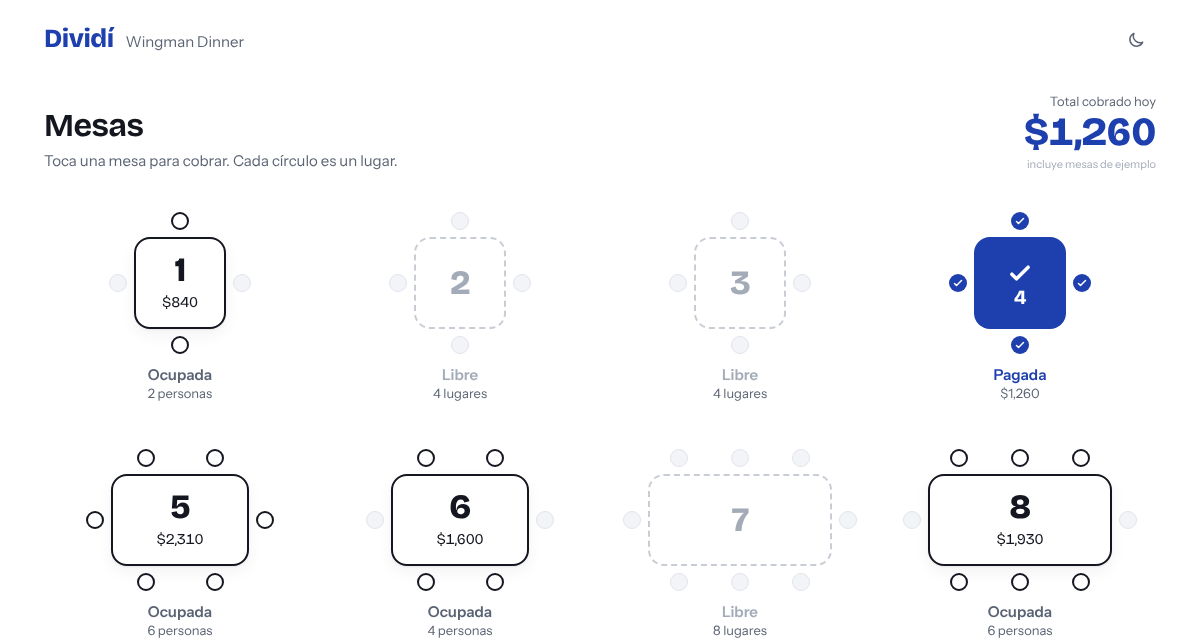 Dividí Wingman Dinner
Mesas
Toca una mesa para cobrar. Cada círculo es un lugar.
Total cobrado hoy
$1,260
incluye mesas de ejemplo
1
$840
Ocupada
2 personas
2
Libre
4 lugares
3
Libre
4 lugares
4
Pagada
$1,260
5
$2,310
Ocupada
6 personas
6
$1,600
Ocupada
4 personas
7
Libre
8 lugares
8
$1,930
Ocupada
6 personas